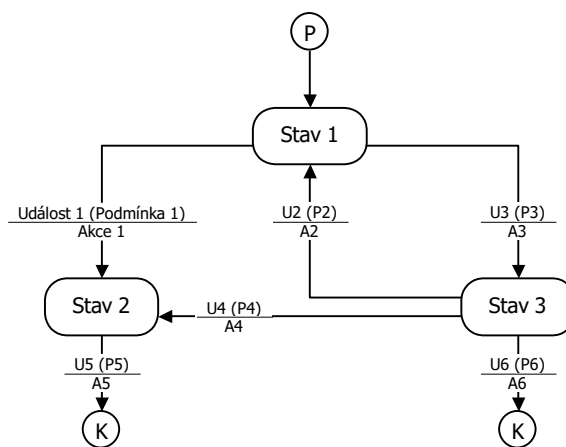 P
Stav 1
Událost 1 (Podmínka 1)
Akce 1
U2 (P2)
A2
U3 (P3)
A3
Stav 2
U4 (P4)
A4
Stav 3
U5 (P5)
A5
U6 (P6)
A6
K
K